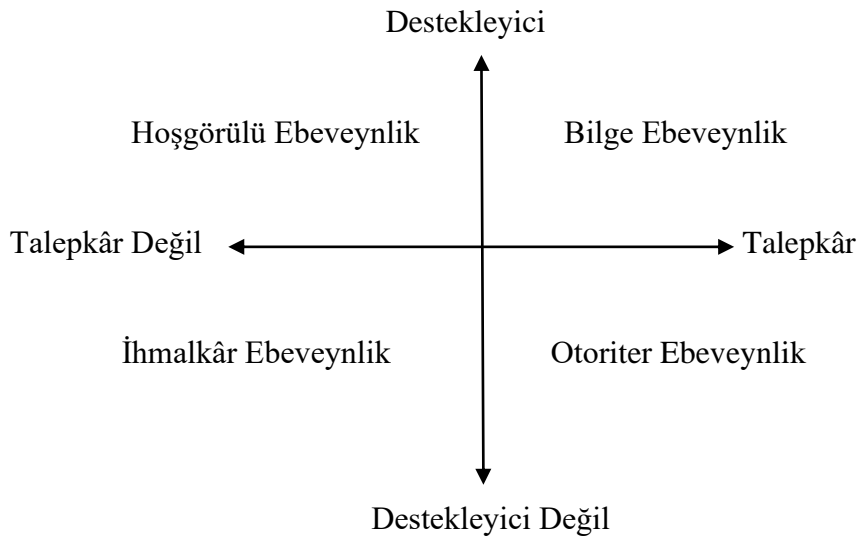 Destekleyici
Hoşgörülü Ebeveynlik
Bilge Ebeveynlik
Talepkâr Değil
Talepkâr
İhmalkâr Ebeveynlik
Otoriter Ebeveynlik
Destekleyici Değil